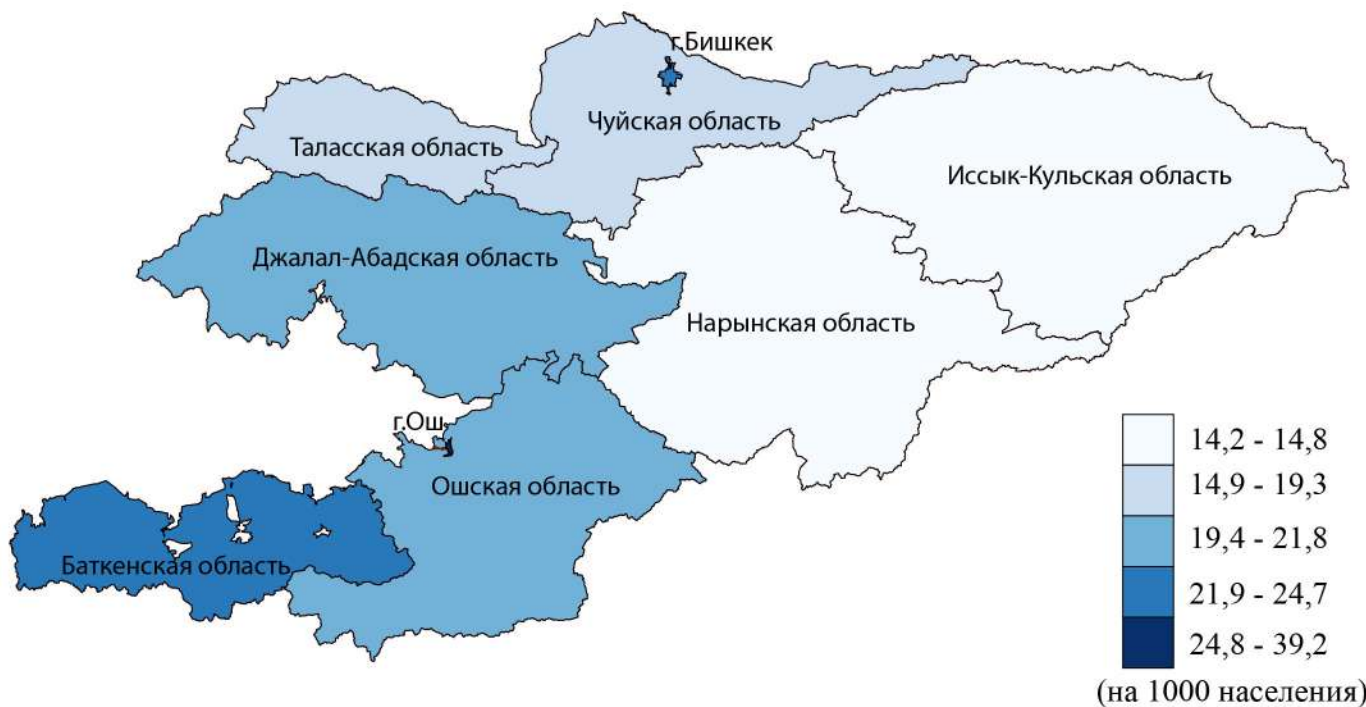 г.Бишкек
Чуйская область
Таласская область
Иссык-Кульская область
Джалал-Абадская область
Нарынская область
г.Ош
Ошская область
Баткенская область
14,2 - 14,8
14,9 - 19,3
19,4 - 21,8
21,9 - 24,7
24,8 - 39,2
(на 1000 населения)